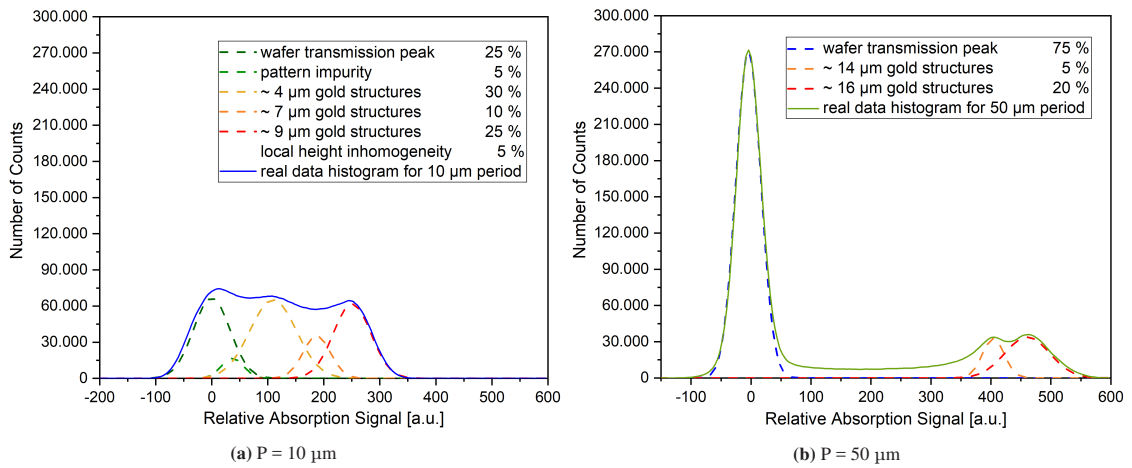 300.000
270.000
240.000
210.000
180.000
150.000
120.000
90.000
60.000
30.000
0
Number of Counts
wafer transmission peak 25 %
pattern impurity 5 %
~ 4 µm gold structures 30 %
~ 7 µm gold structures 10 %
~ 9 µm gold structures 25 %
local height inhomogeneity 5 %
real data histogram for 10 µm period
-200 -100 0 100 200 300 400 500 600
Relative Absorption Signal [a.u.]
(a) P = 10 µm
300.000
270.000
240.000
210.000
180.000
150.000
120.000
90.000
60.000
30.000
0
Number of Counts
wafer transmission peak 75 %
~ 14 µm gold structures 5 %
~ 16 µm gold structures 20 %
real data histogram for 50 µm period
-100 0 100 200 300 400 500 600
Relative Absorption Signal [a.u.]
(b) P = 50 µm